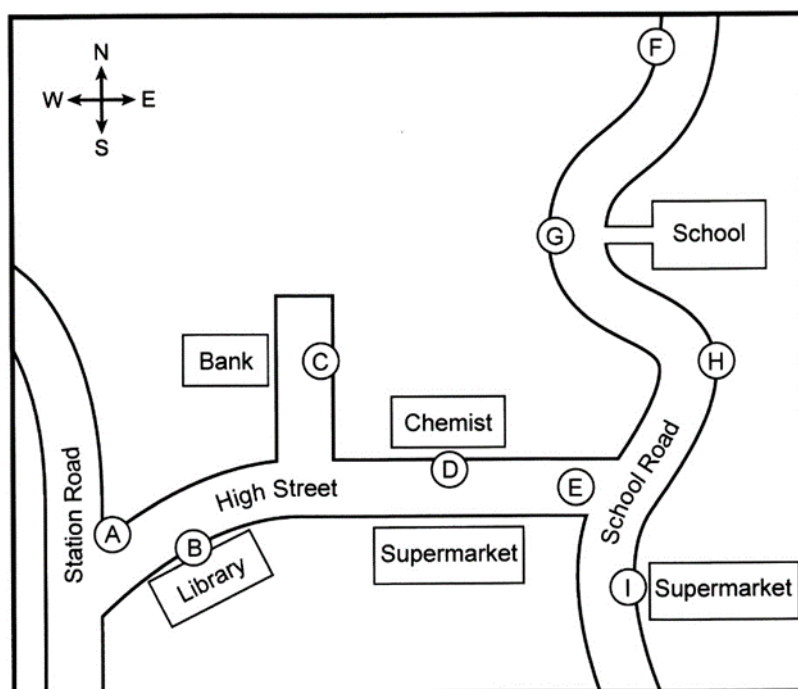 F
N
W E
S
G
School
Bank
C
H
Chemist
D
High Street
E
School Road
Station Road
A
B
Library
Supermarket
I
Supermarket